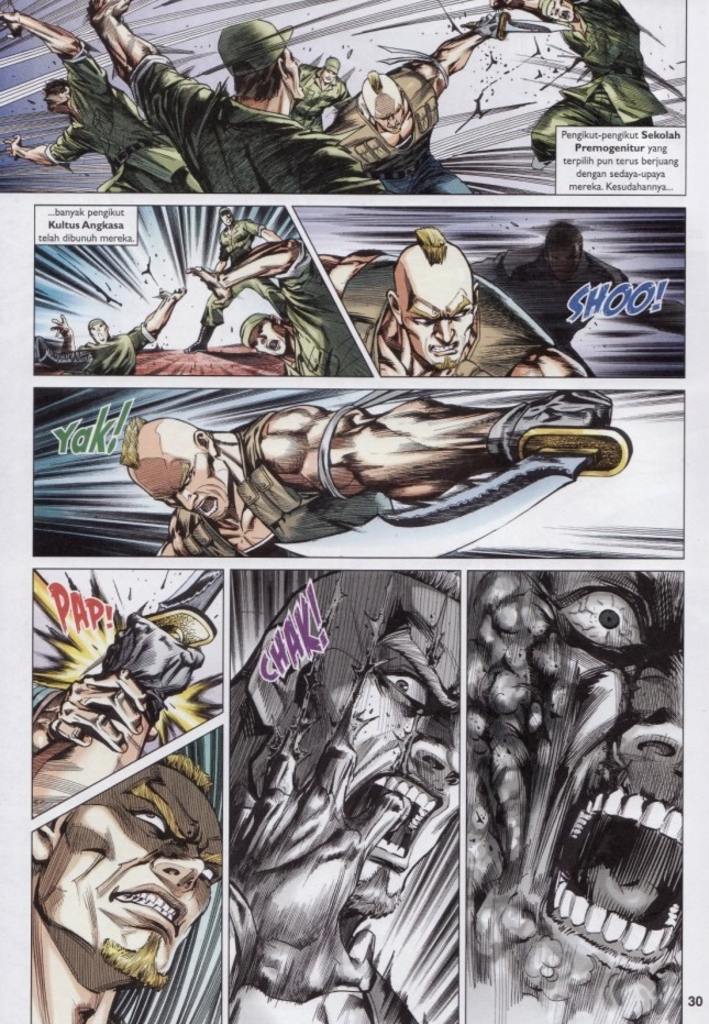 Pengikut-pengikut Sekolah
Premogenitur yang
terpilih pun terus berjuang
dengan sedaya-upaya
mereka. Kesudahannya...
...banyak pengikut
Kultus Angkasa
telah dibunuh mereka.
SHOO!
Yak!
PAP!
CHAK!
30